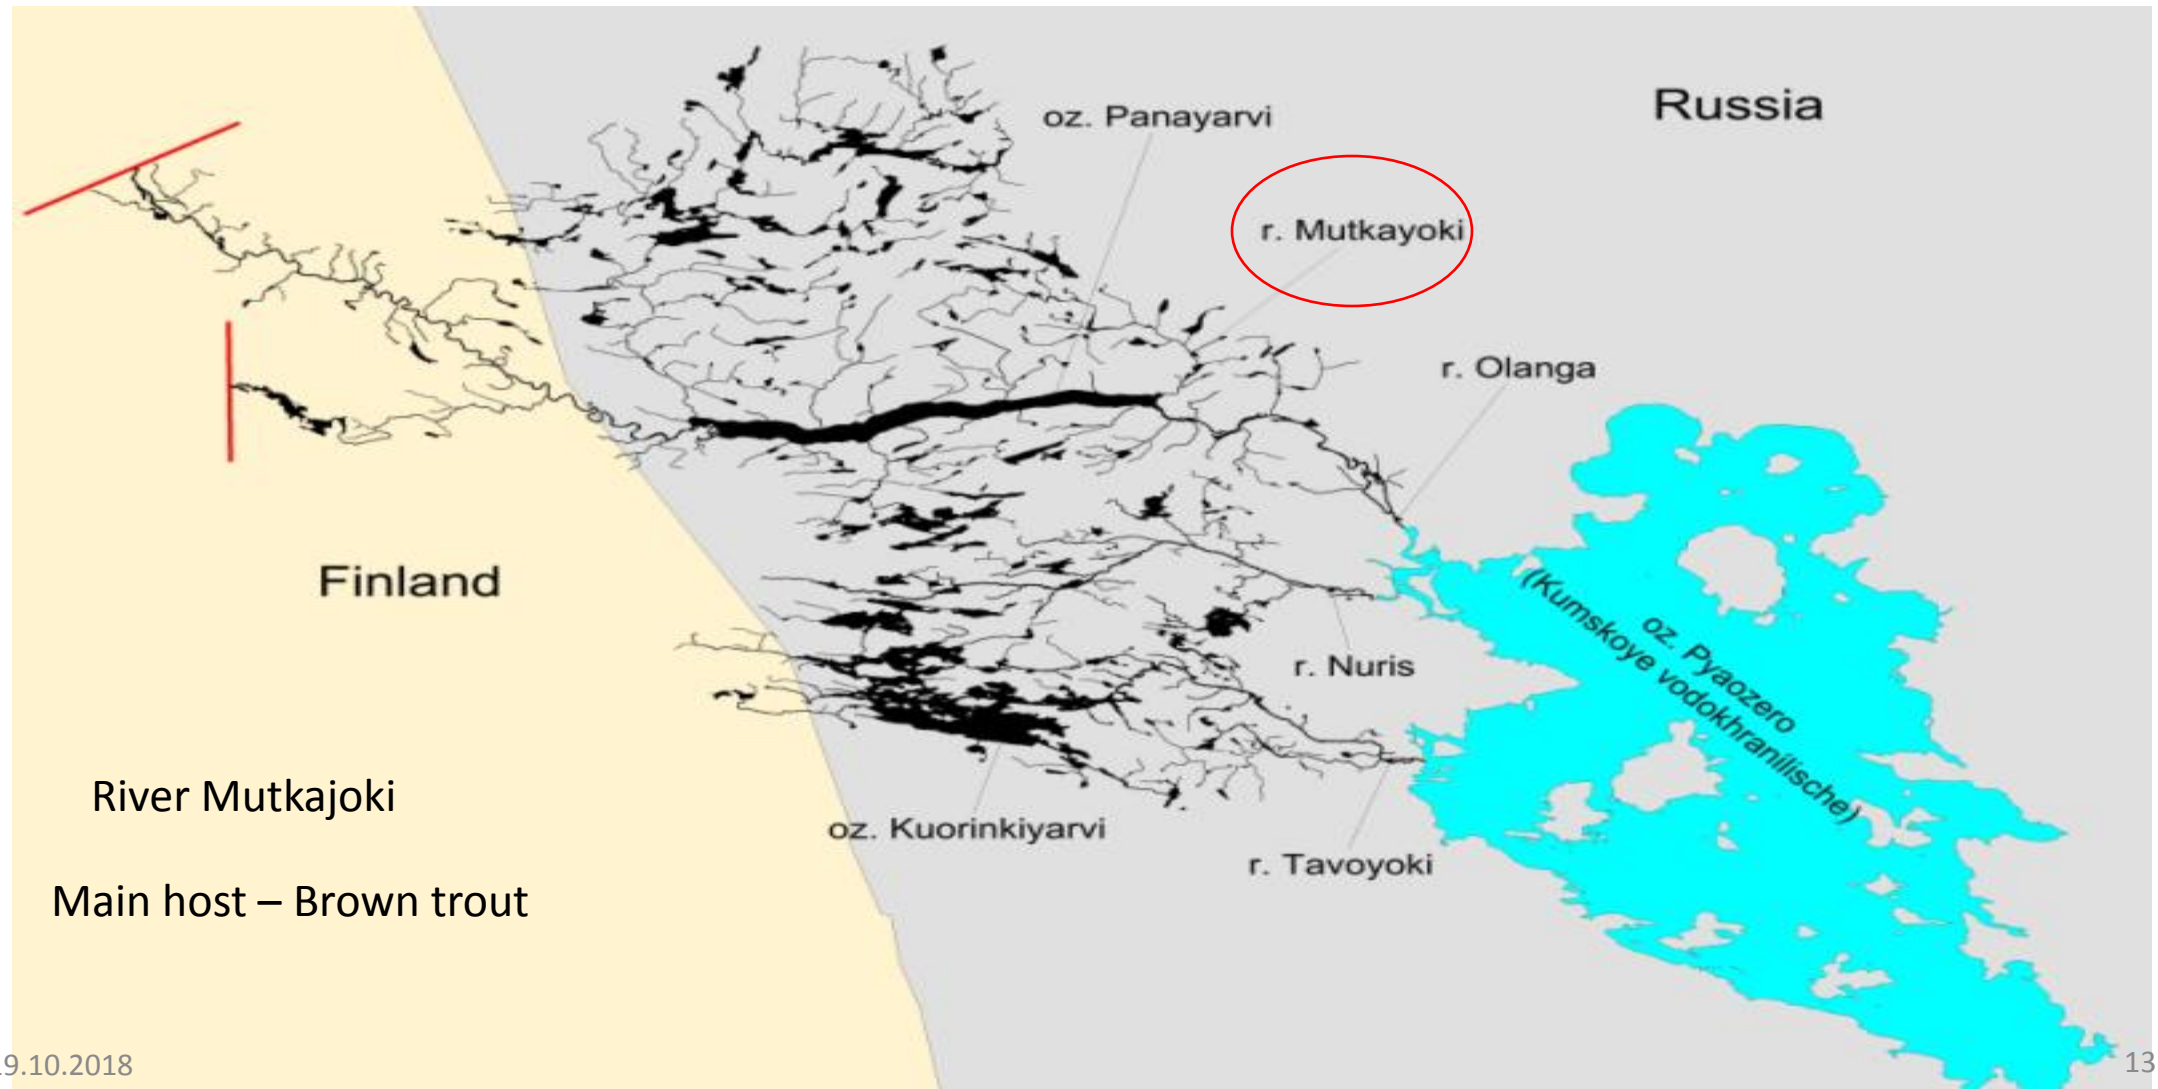 Russia
oz. Panayarvi
r. Mutkayoki
r. Olanga
Finland
oz. Pyaozero
(Kumskoye vodokhranilische)
r. Nuris
River Mutkajoki
oz. Kuorinkiyarvi
r. Tavoyoki
Main host – Brown trout
9.10.2018
13